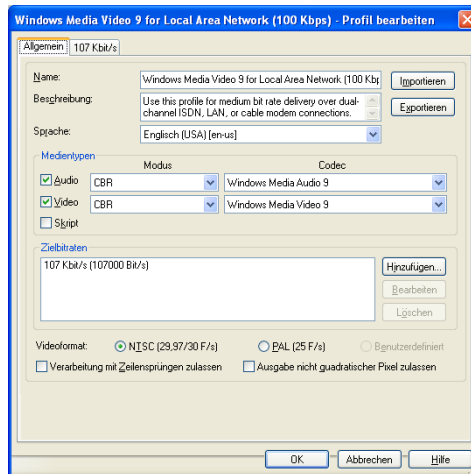 Windows Media Video 9 for Local Area Network (100 Kbps) - Profil bearbeiten
Allgemein 107 Kbit/s
Name: Windows Media Video 9 for Local Area Network (100 Kb Importieren
Beschreibung: Use this profile for medium bit rate delivery over dual-
channel ISDN, LAN, or cable modem connections. Exportieren
Sprache: Englisch (USA) [en-us]
Medientypen
Modus Codec
Audio CBR Windows Media Audio 9
Video CBR Windows Media Video 9
Skript
Zielbitraten
107 Kbit/s (107000 Bit/s) Hinzufügen...
Bearbeiten
Löschen
Videoformat: NTSC (29,97/30 F/s) PAL (25 F/s) Benutzerdefiniert
Verarbeitung mit Zeilensprüngen zulassen Ausgabe nicht quadratischer Pixel zulassen
OK Abbrechen Hilfe